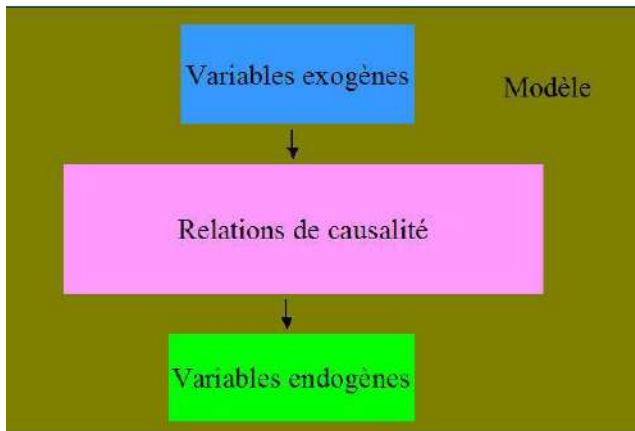 Variables exogènes
Modèle
Relations de causalité
Variables endogènes